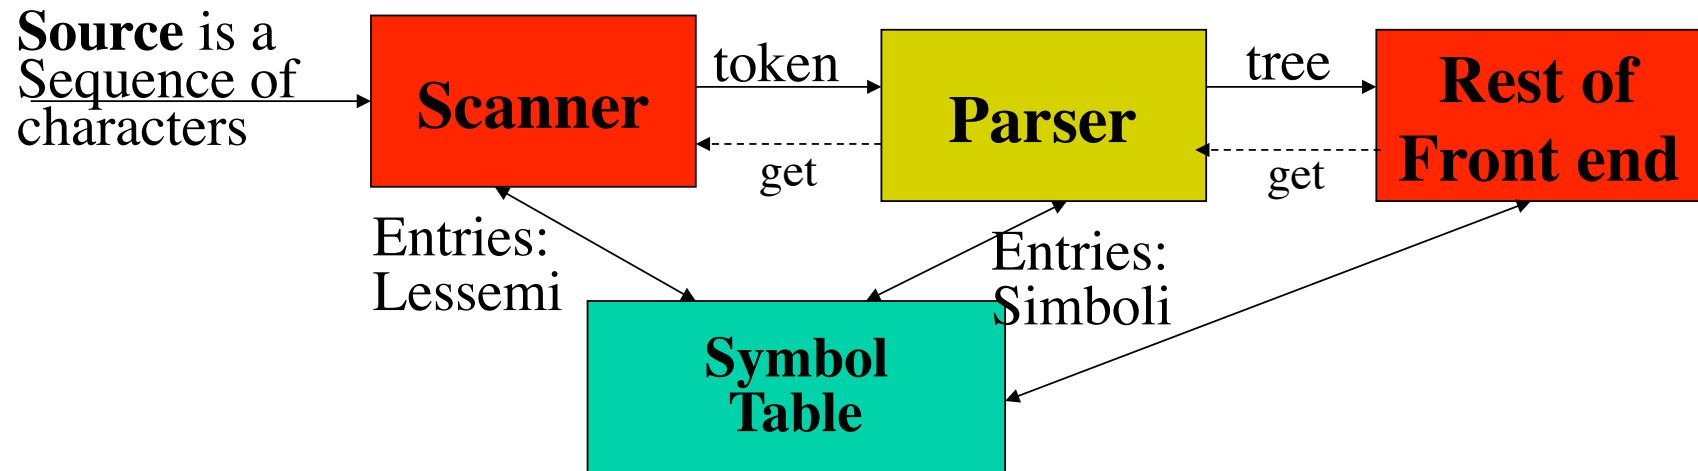 Source is a
Sequence of
characters
Scanner
token
get
Parser
tree
get
Rest of
Front end
Entries:
Lessemi
Entries:
Simboli
Symbol
Table